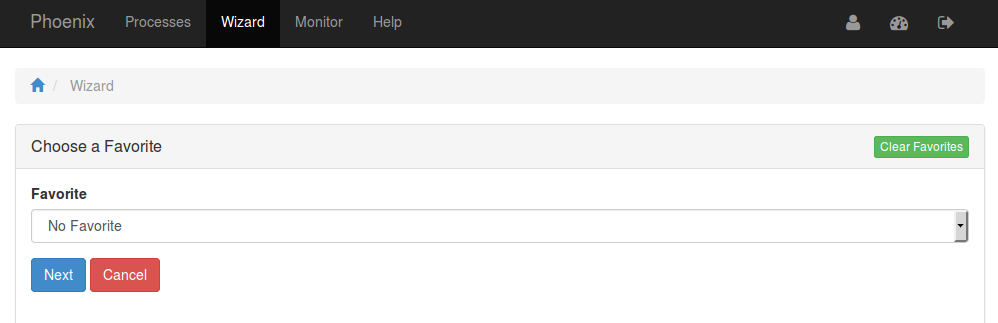 Phoenix Processes Wizard Monitor Help
/ Wizard
Choose a Favorite Clear Favorites
Favorite
No Favorite
Next Cancel